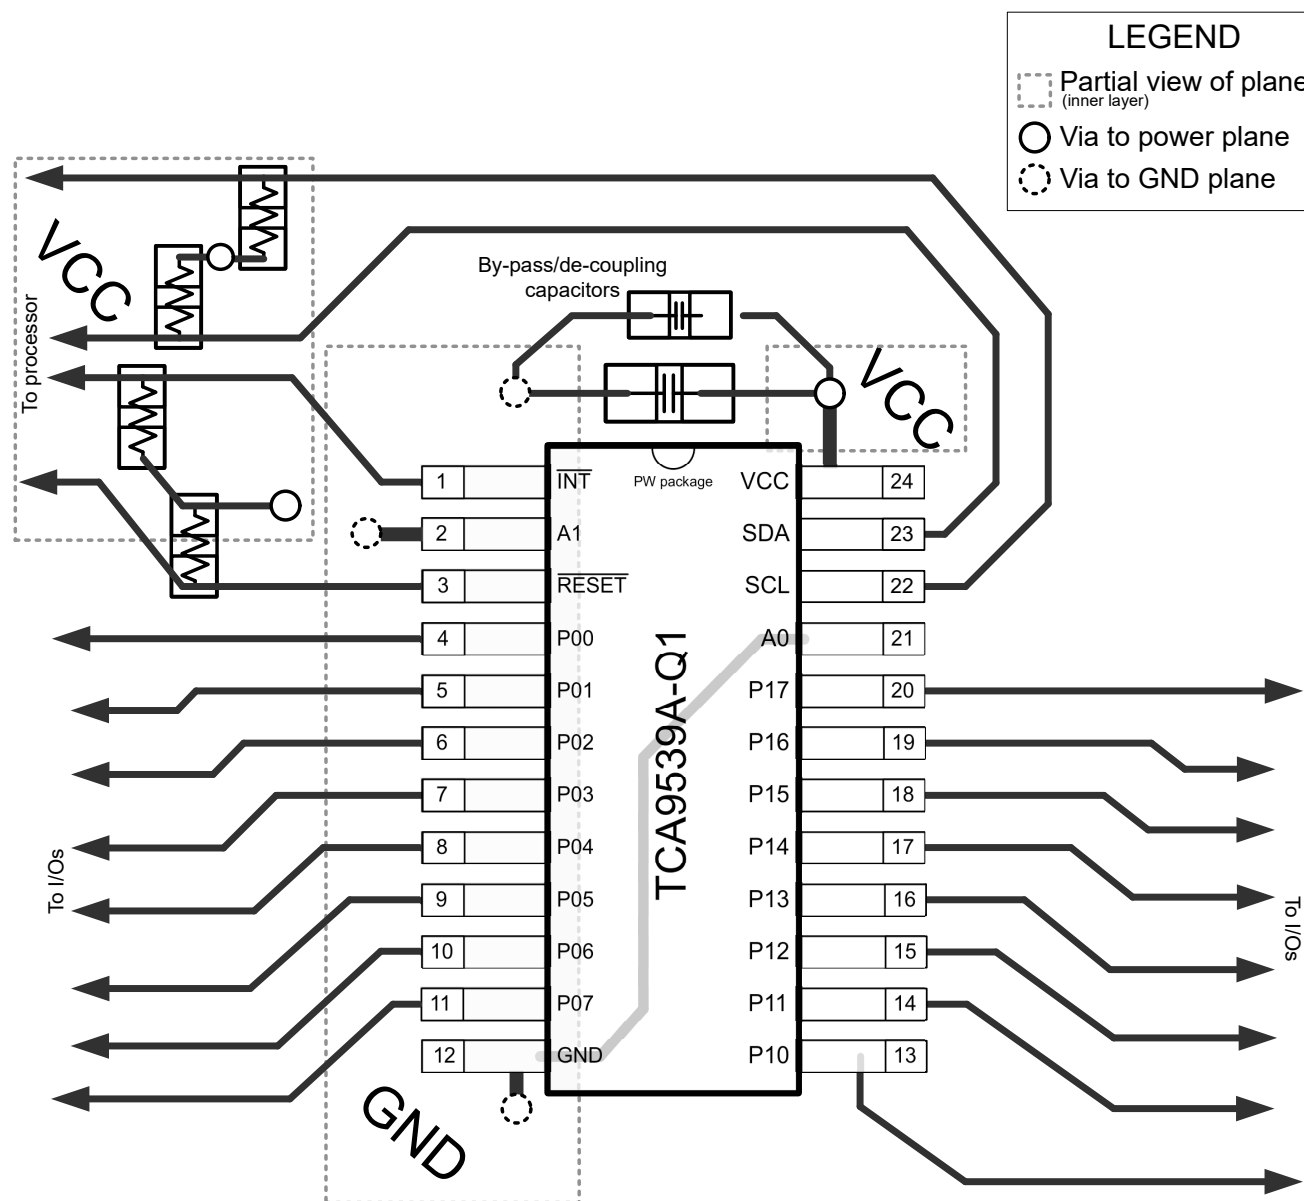 LEGEND
Partial view of plane
(inner layer)
Via to power plane
Via to GND plane
VCC
To processor
By-pass/de-coupling
capacitors
VCC
PW package
1 INT
2 A1
3 RESET
4 P00
5 P01
6 P02
7 P03
8 P04
9 P05
10 P06
11 P07
12 GND
TCA9539A-Q1
VCC 24
SDA 23
SCL 22
A0 21
P17 20
P16 19
P15 18
P14 17
P13 16
P12 15
P11 14
P10 13
To I/Os
To I/Os
GND